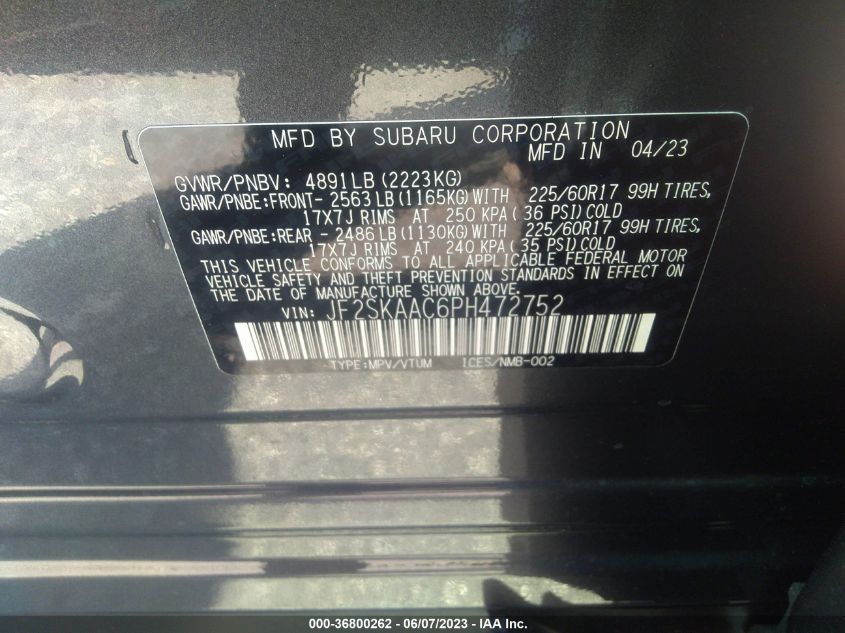 MFD BY SUBARU CORPORATION
MFD IN 04/23
GVWR/PNBV: 4891LB (2223KG)
GAWR/PNBE:FRONT- 2563 LB (1165KG) WITH 225/60R17 99H TIRES,
17X7J RIMS AT 250 KPA ( 36 PSI) COLD
GAWR/PNBE:REAR - 2486 LB (1130KG) WITH 225/60R17 99H TIRES,
17X7J RIMS AT 240 KPA ( 35 PSI) COLD
THIS VEHICLE CONFORMS TO ALL APPLICABLE FEDERAL MOTOR
VEHICLE SAFETY AND THEFT PREVENTION STANDARDS IN EFFECT ON
THE DATE OF MANUFACTURE SHOWN ABOVE.
VIN: JF2SKAAC6PH472752
TYPE:MPV/VTUM ICES/NMB-002
000-36800262 - 06/07/2023 - IAA Inc.